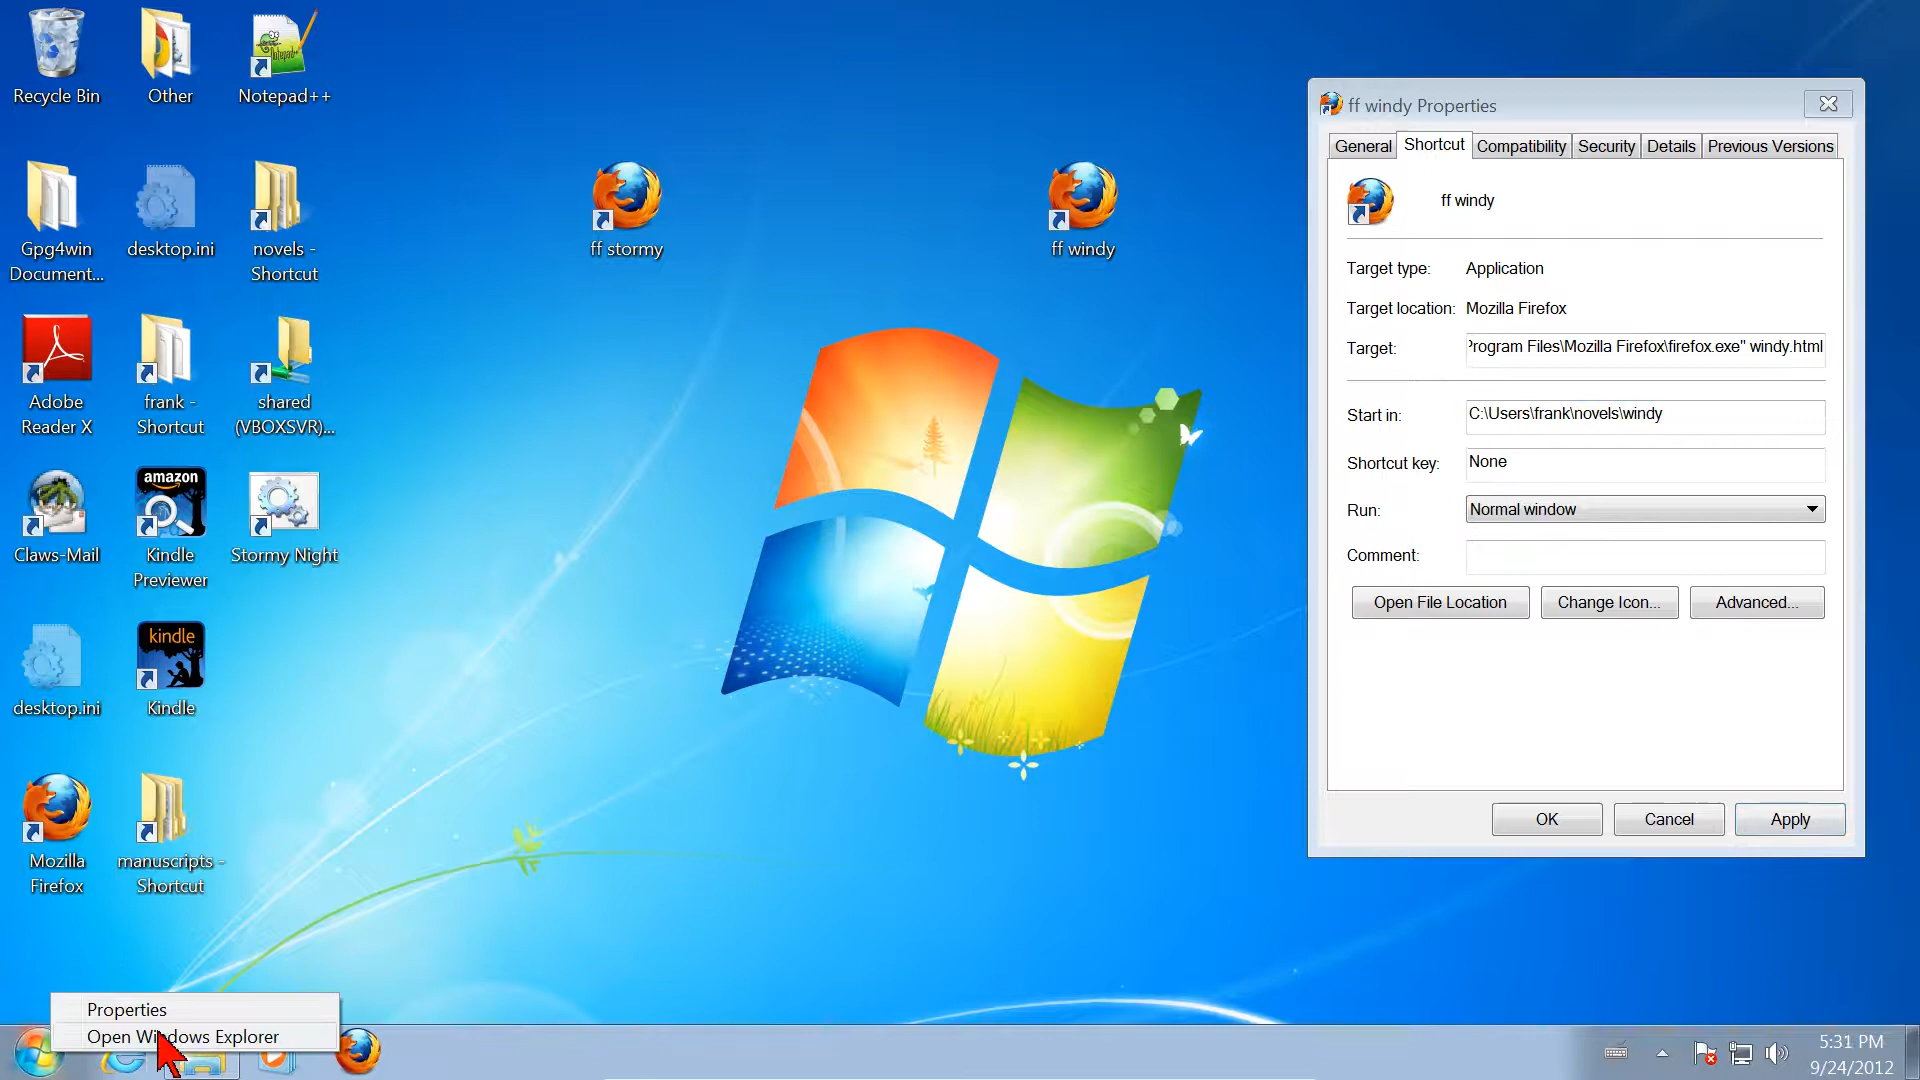 Recycle Bin
Other
Notepad++
Gpg4win
Document...
desktop.ini
novels -
Shortcut
ff stormy
ff windy
Adobe
Reader X
frank -
Shortcut
shared
(VBOXSVR)...
Claws-Mail
amazon
Kindle
Previewer
Stormy Night
desktop.ini
kindle
Kindle
Mozilla
Firefox
manuscripts -
Shortcut
ff windy Properties
General Shortcut Compatibility Security Details Previous Versions
ff windy
Target type: Application
Target location: Mozilla Firefox
Target: Program Files\Mozilla Firefox\firefox.exe" windy.html
Start in: C:\Users\frank\novels\windy
Shortcut key: None
Run: Normal window
Comment:
Open File Location Change Icon... Advanced...
OK Cancel Apply
Properties
Open Windows Explorer
5:31 PM
9/24/2012